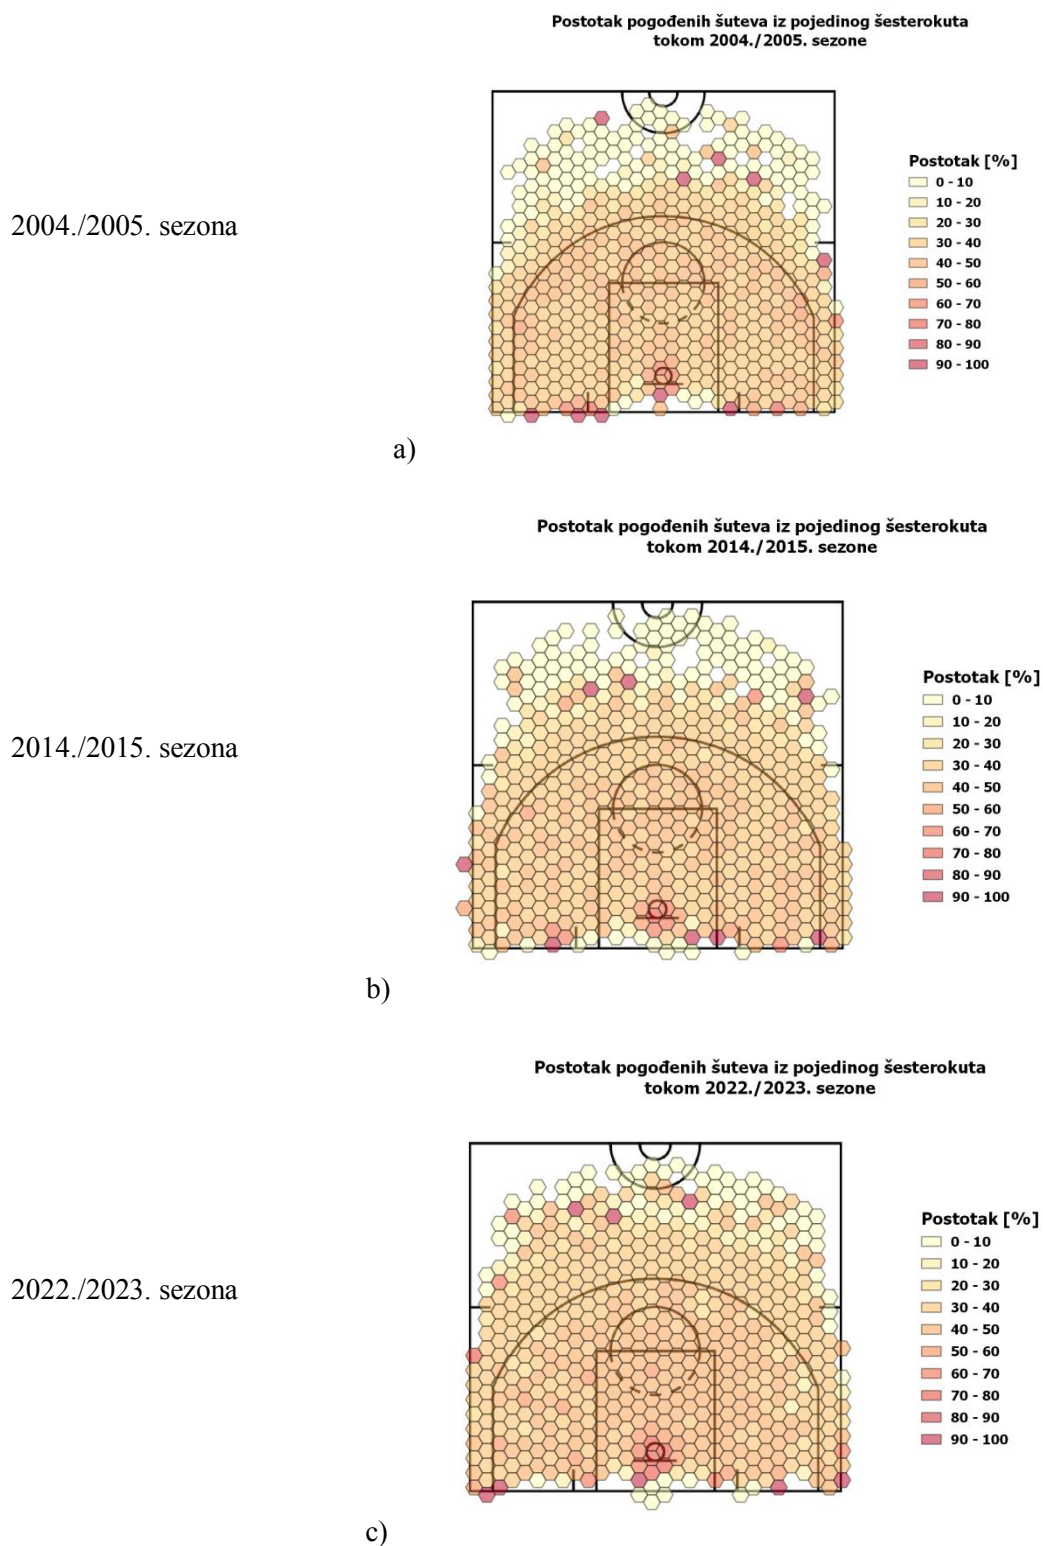 Postotak pogođenih šuteva iz pojedinog šesterokuta
tokom 2004./2005. sezone
2004./2005. sezona
Postotak [%]
0 - 10
10 - 20
20 - 30
30 - 40
40 - 50
50 - 60
60 - 70
70 - 80
80 - 90
90 - 100
a)
Postotak pogođenih šuteva iz pojedinog šesterokuta
tokom 2014./2015. sezone
2014./2015. sezona
Postotak [%]
0 - 10
10 - 20
20 - 30
30 - 40
40 - 50
50 - 60
60 - 70
70 - 80
80 - 90
90 - 100
b)
Postotak pogođenih šuteva iz pojedinog šesterokuta
tokom 2022./2023. sezone
2022./2023. sezona
Postotak [%]
0 - 10
10 - 20
20 - 30
30 - 40
40 - 50
50 - 60
60 - 70
70 - 80
80 - 90
90 - 100
c)